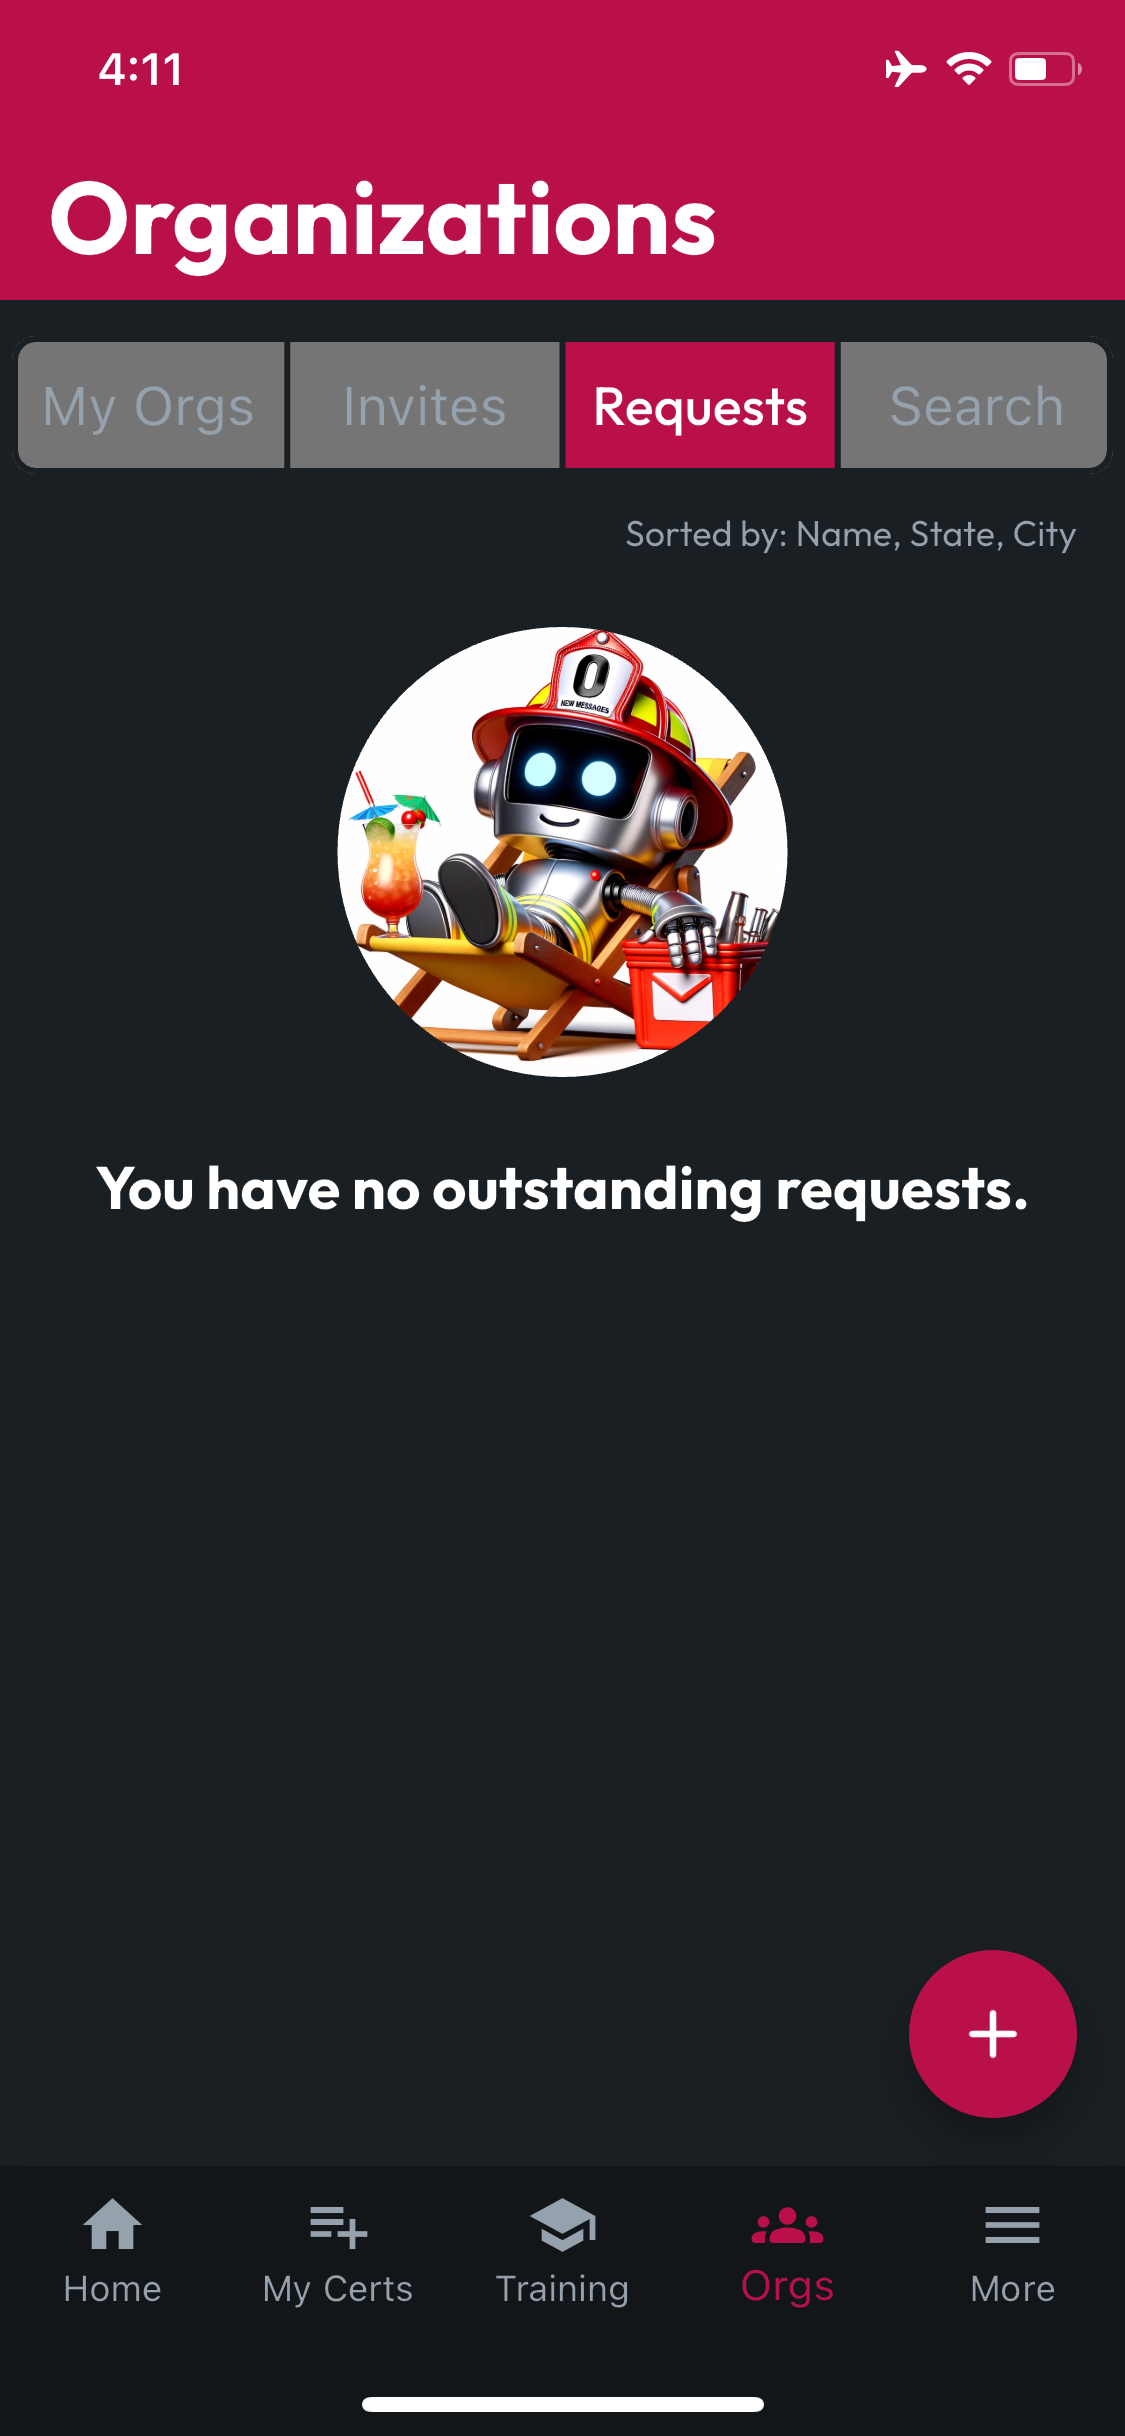 4:11
Organizations
My Orgs
Invites
Requests
Search
Sorted by: Name, State, City
0
NEW MESSAGES
You have no outstanding requests.
Home
My Certs
Training
Orgs
More